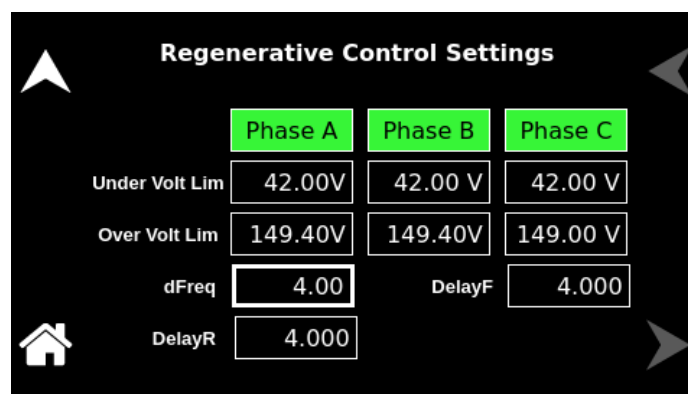 Regenerative Control Settings
Phase A Phase B Phase C
Under Volt Lim 42.00V 42.00 V 42.00 V
Over Volt Lim 149.40V 149.40V 149.00 V
dFreq 4.00 DelayF 4.000
DelayR 4.000